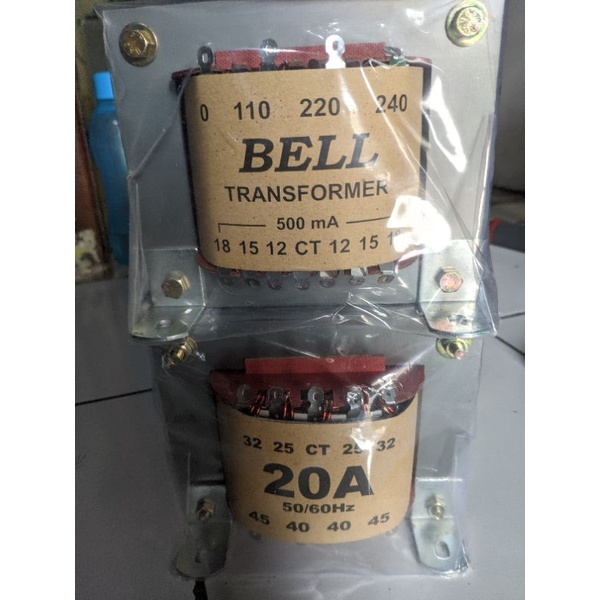 0 110 220 240
BELL
TRANSFORMER
500 mA
18 15 12 CT 12 15
32 25 CT 25 32
20A
50/60Hz
45 40 40 45